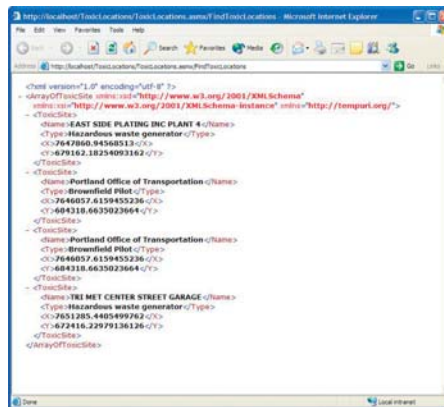 http://localhost/ToxicLocations/ToxicLocations.asmx/FindToxicLocations - Microsoft Internet Explorer
File Edit View Favorites Tools Help
Back Search Favorites Media
Address http://localhost/ToxicLocations/ToxicLocations.asmx/FindToxicLocations Go Links
<?xml version="1.0" encoding="utf-8" ?>
- <ArrayOfToxicSite xmlns:xsd="http://www.w3.org/2001/XMLSchema"
xmlns:xsi="http://www.w3.org/2001/XMLSchema-instance" xmlns="http://tempuri.org/">
- <ToxicSite>
<Name>EAST SIDE PLATING INC PLANT 4</Name>
<Type>Hazardous waste generator</Type>
<X>7647860.94568513</X>
<Y>679162.18254093162</Y>
</ToxicSite>
- <ToxicSite>
<Name>Portland Office of Transportation</Name>
<Type>Brownfield Pilot</Type>
<X>7646057.6159455236</X>
<Y>684318.6635023664</Y>
</ToxicSite>
- <ToxicSite>
<Name>Portland Office of Transportation</Name>
<Type>Brownfield Pilot</Type>
<X>7646057.6159455236</X>
<Y>684318.6635023664</Y>
</ToxicSite>
- <ToxicSite>
<Name>TRI MET CENTER STREET GARAGE</Name>
<Type>Hazardous waste generator</Type>
<X>7651285.4405499762</X>
<Y>672416.22979136126</Y>
</ToxicSite>
</ArrayOfToxicSite>
Done Local intranet